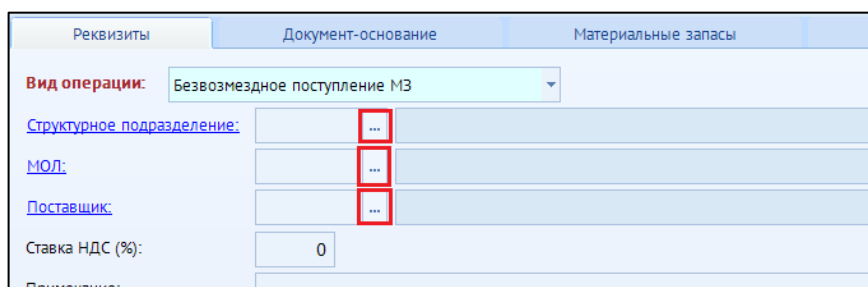 Реквизиты Документ-основание Материальные запасы
Вид операции: Безвозмездное поступление МЗ
Структурное подразделение: ...
МОЛ: ...
Поставщик: ...
Ставка НДС (%): 0